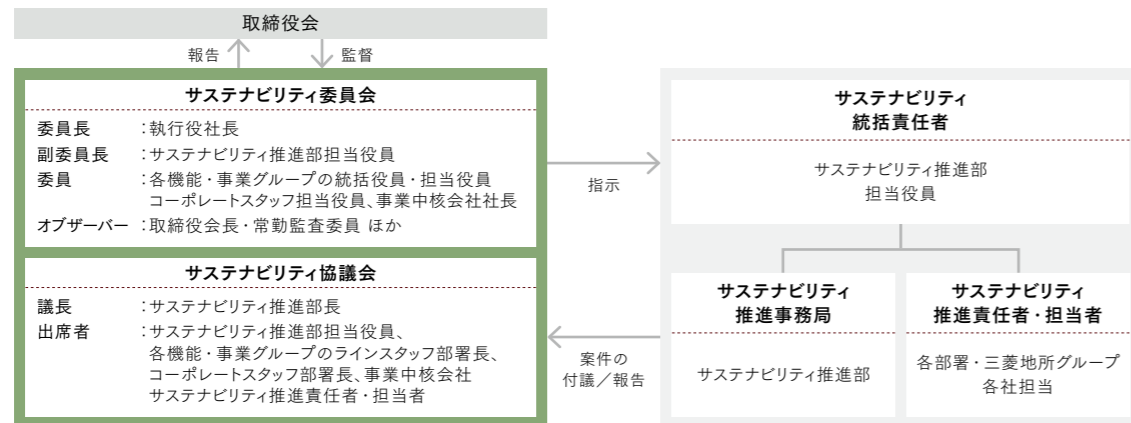 取締役会
報告
監督
サステナビリティ委員会
委員長 ：執行役社長
副委員長 ：サステナビリティ推進部担当役員
委員 ：各機能・事業グループの統括役員・担当役員
コーポレートスタッフ担当役員、事業中核会社社長
オブザーバー ：取締役会長・常勤監査委員 ほか
サステナビリティ協議会
議長 ：サステナビリティ推進部長
出席者 ：サステナビリティ推進部担当役員、
各機能・事業グループのラインスタッフ部署長、
コーポレートスタッフ部署長、事業中核会社
サステナビリティ推進責任者・担当者
指示
案件の
付議／報告
サステナビリティ
統括責任者
サステナビリティ推進部
担当役員
サステナビリティ
推進事務局
サステナビリティ推進部
サステナビリティ
推進責任者・担当者
各部署・三菱地所グループ
各社担当